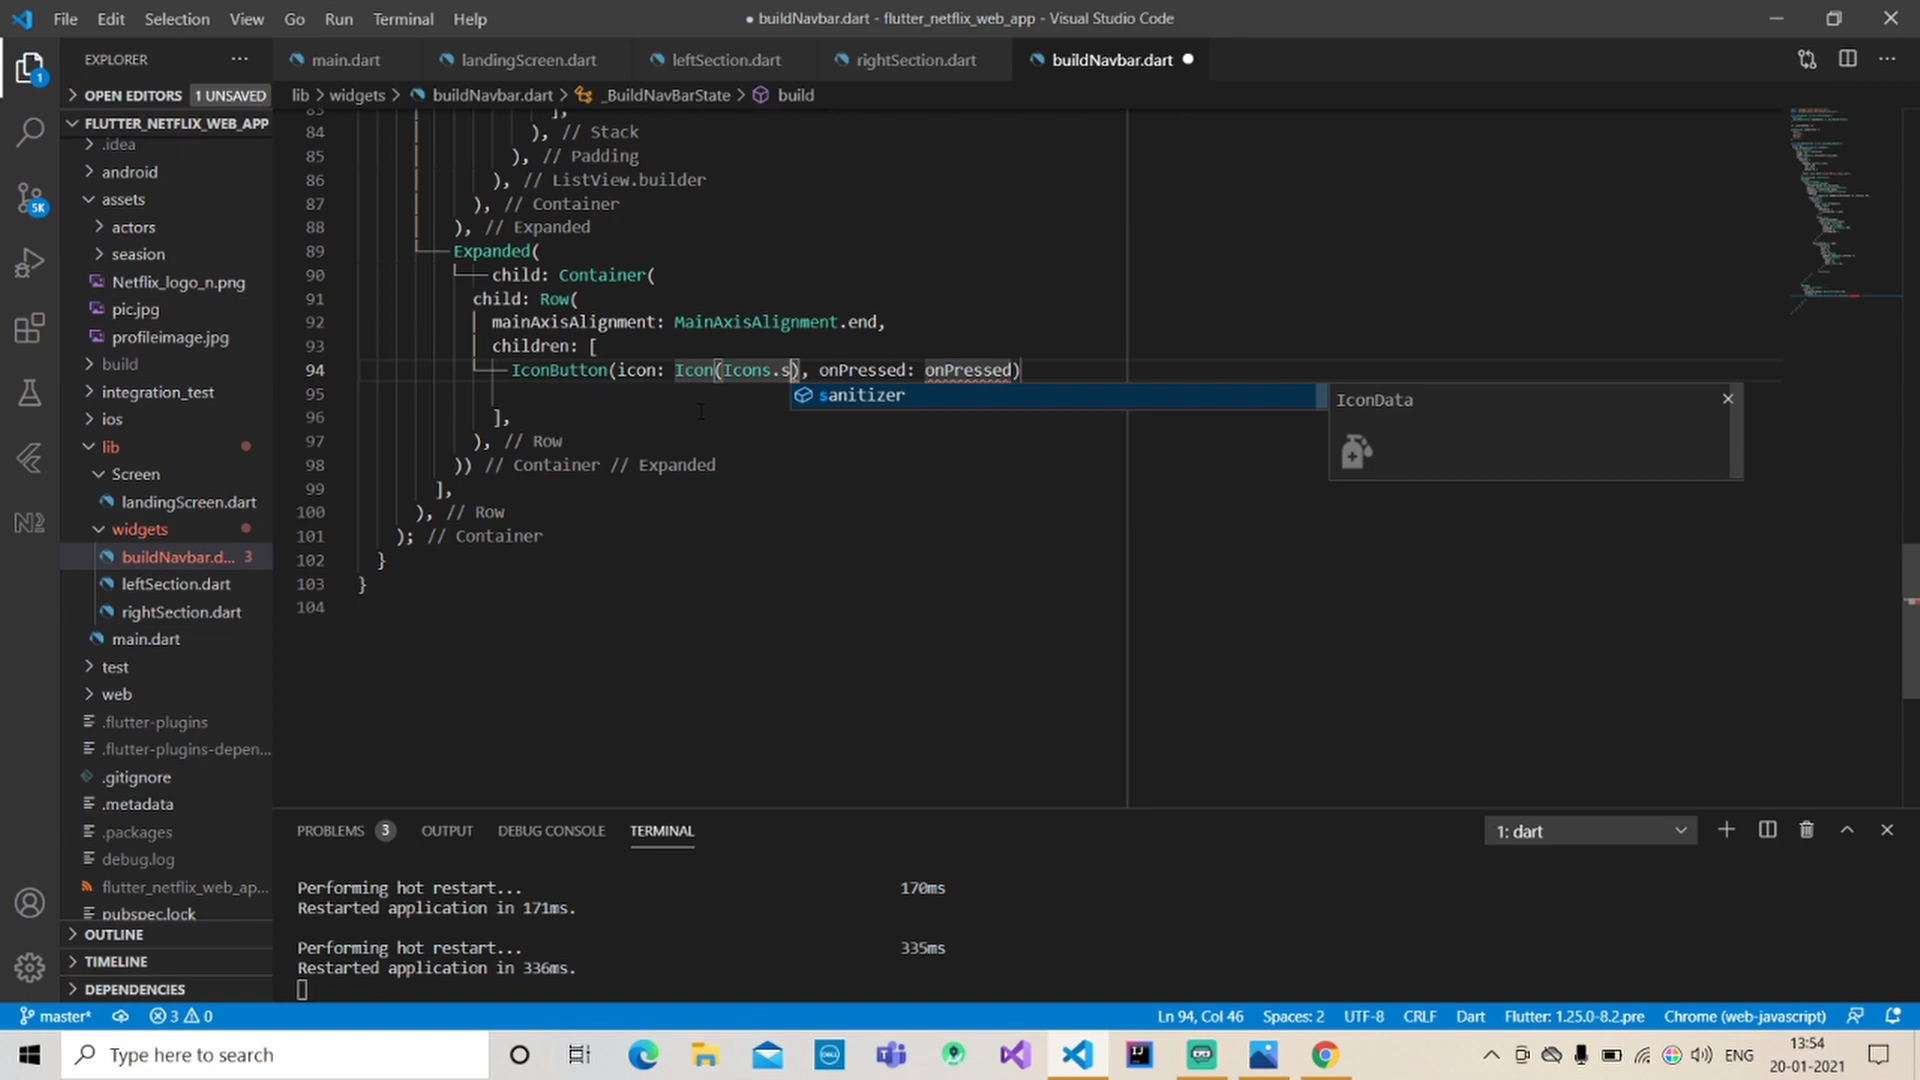 File Edit Selection View Go Run Terminal Help
● buildNavbar.dart - flutter_netflix_web_app - Visual Studio Code
EXPLORER
main.dart landingScreen.dart leftSection.dart rightSection.dart buildNavbar.dart
OPEN EDITORS 1 UNSAVED
lib > widgets > buildNavbar.dart > _BuildNavBarState > build
FLUTTER_NETFLIX_WEB_APP
.idea
android
assets
actors
seasion
Netflix_logo_n.png
pic.jpg
profileimage.jpg
build
integration_test
ios
lib
Screen
landingScreen.dart
widgets
buildNavbar.d... 3
leftSection.dart
rightSection.dart
main.dart
test
web
.flutter-plugins
.flutter-plugins-depen...
.gitignore
.metadata
.packages
debug.log
flutter_netflix_web_ap...
pubspec.lock
OUTLINE
TIMELINE
DEPENDENCIES
1
5K
83 ],
84 ), // Stack
85 ), // Padding
86 ), // ListView.builder
87 ), // Container
88 ), // Expanded
89 Expanded(
90 child: Container(
91 child: Row(
92 mainAxisAlignment: MainAxisAlignment.end,
93 children: [
94 IconButton(icon: Icon(Icons.s), onPressed: onPressed)
95
96 ],
97 ), // Row
98 )) // Container // Expanded
99 ],
100 ), // Row
101 ); // Container
102 }
103 }
104
sanitizer
IconData
PROBLEMS 3 OUTPUT DEBUG CONSOLE TERMINAL
1: dart
Performing hot restart... 170ms
Restarted application in 171ms.
Performing hot restart... 335ms
Restarted application in 336ms.
master* 3 0
Ln 94, Col 46 Spaces: 2 UTF-8 CRLF Dart Flutter: 1.25.0-8.2.pre Chrome (web-javascript)
Type here to search
ENG
13:54
20-01-2021